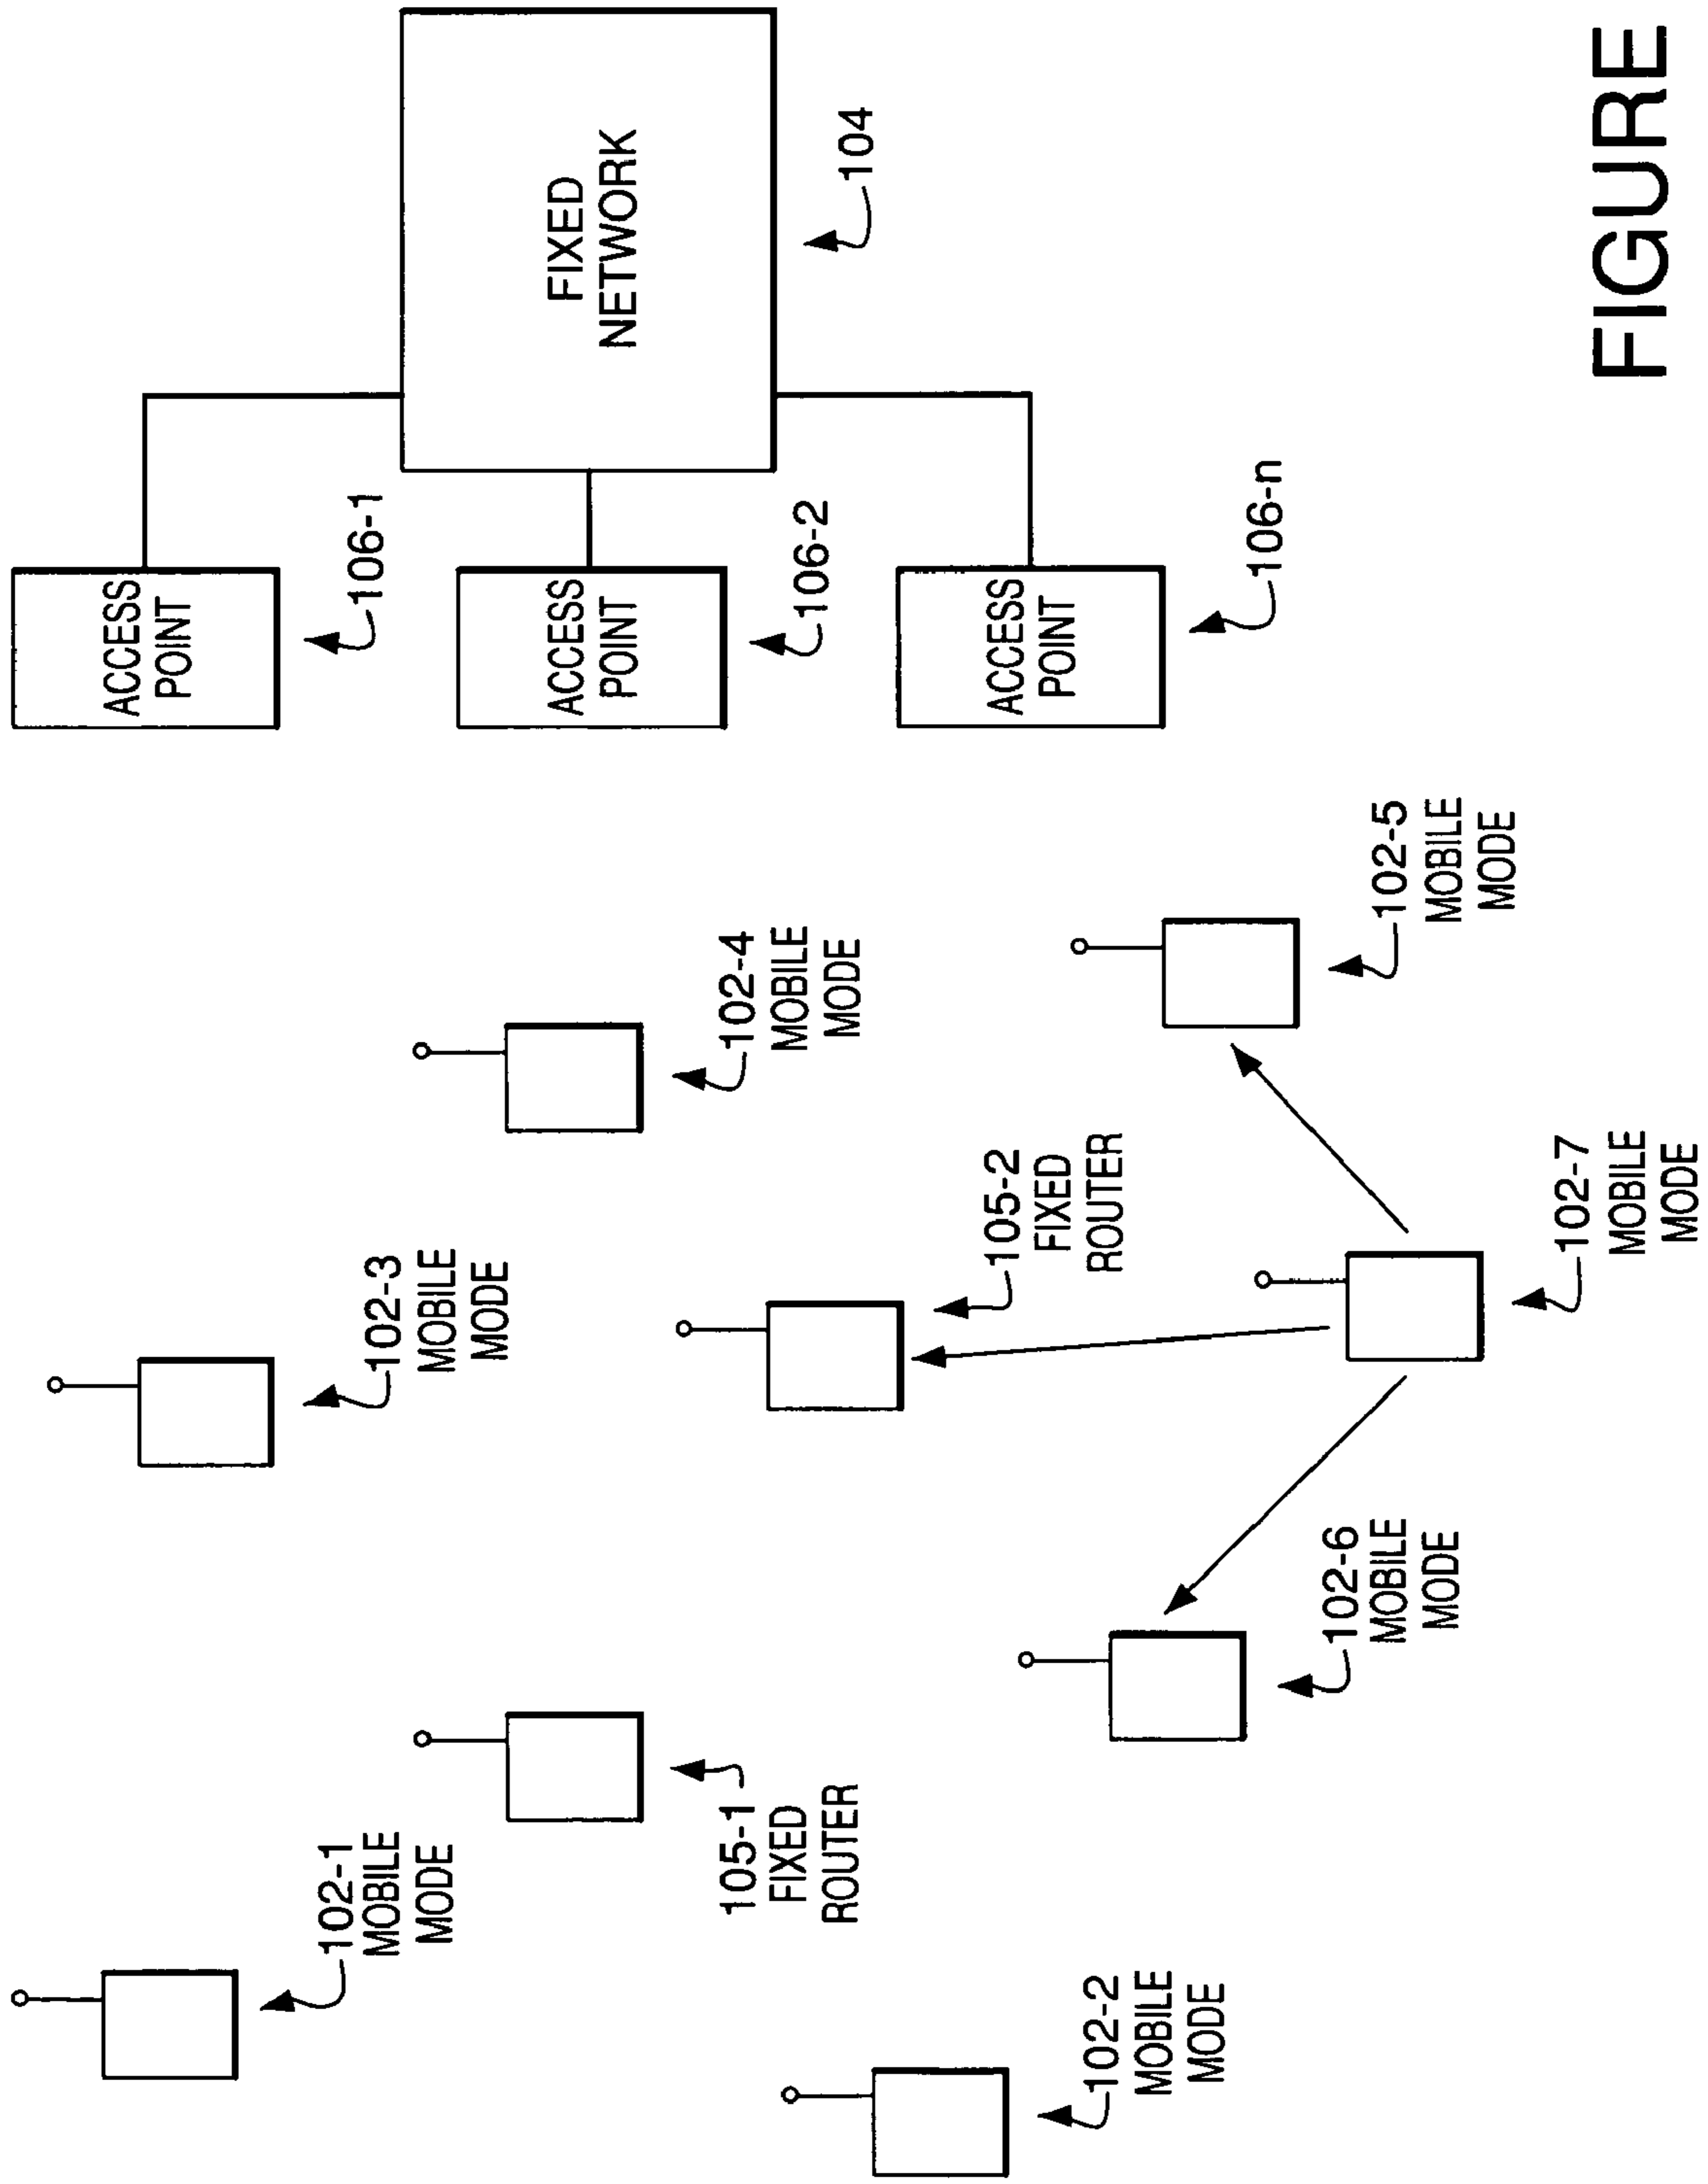 102-1
MOBILE
MODE
102-3
MOBILE
MODE
ACCESS
POINT
106-1
105-1
FIXED
ROUTER
102-4
MOBILE
MODE
ACCESS
POINT
106-2
FIXED
NETWORK
104
102-2
MOBILE
MODE
105-2
FIXED
ROUTER
102-6
MOBILE
MODE
102-5
MOBILE
MODE
ACCESS
POINT
106-n
102-7
MOBILE
MODE
FIGURE